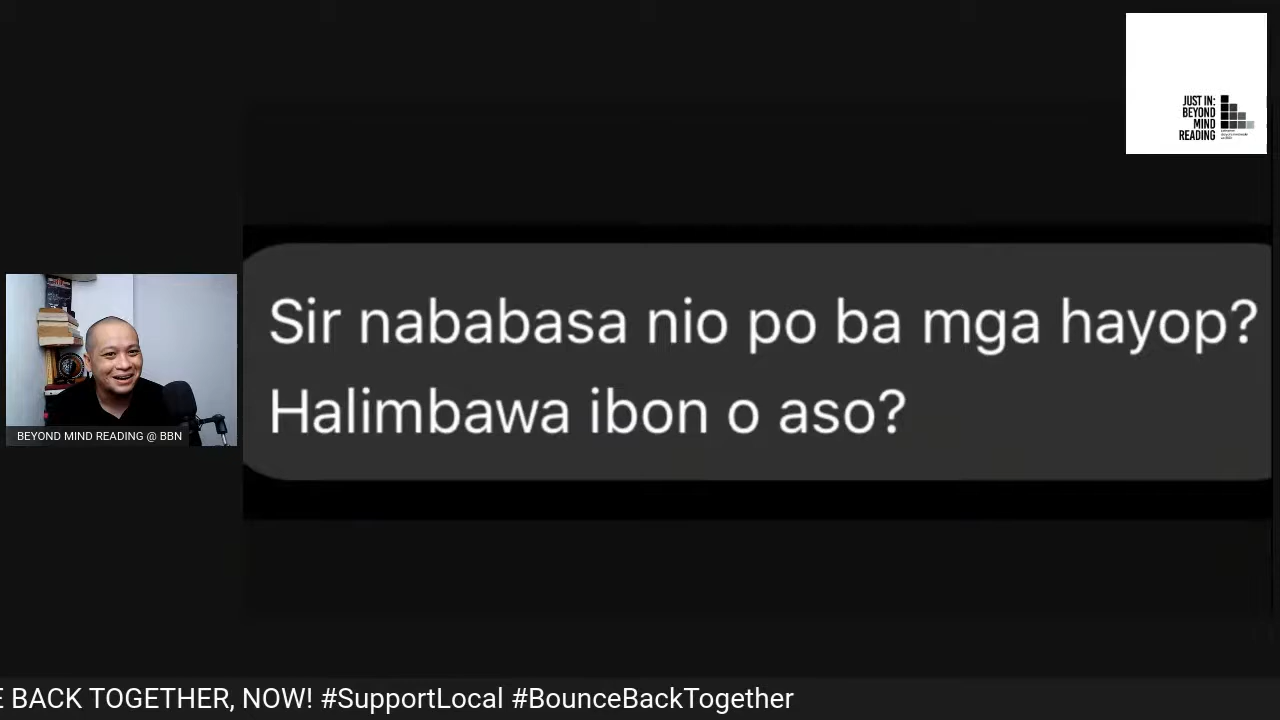 JUST IN:
BEYOND
MIND
READING
Sir nababasa nio po ba mga hayop?
Halimbawa ibon o aso?
BEYOND MIND READING @ BBN
BACK TOGETHER, NOW! #SupportLocal #BounceBackTogether